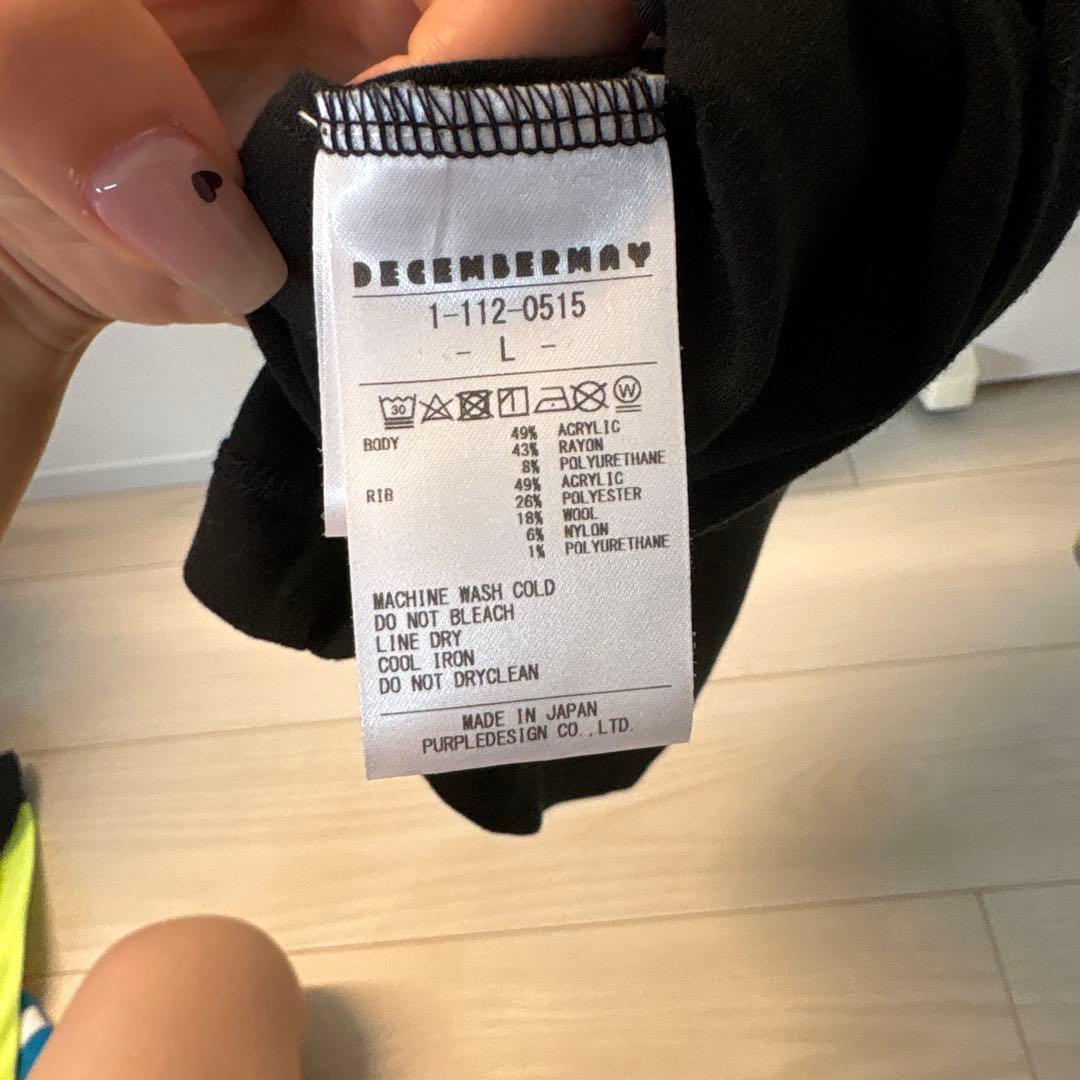 DECEMBERMAY
1-112-0515
- L -
30 W
BODY 49% ACRYLIC
43% RAYON
8% POLYURETHANE
RIB 49% ACRYLIC
26% POLYESTER
18% WOOL
6% NYLON
1% POLYURETHANE
MACHINE WASH COLD
DO NOT BLEACH
LINE DRY
COOL IRON
DO NOT DRYCLEAN
MADE IN JAPAN
PURPLEDESIGN CO.,LTD.